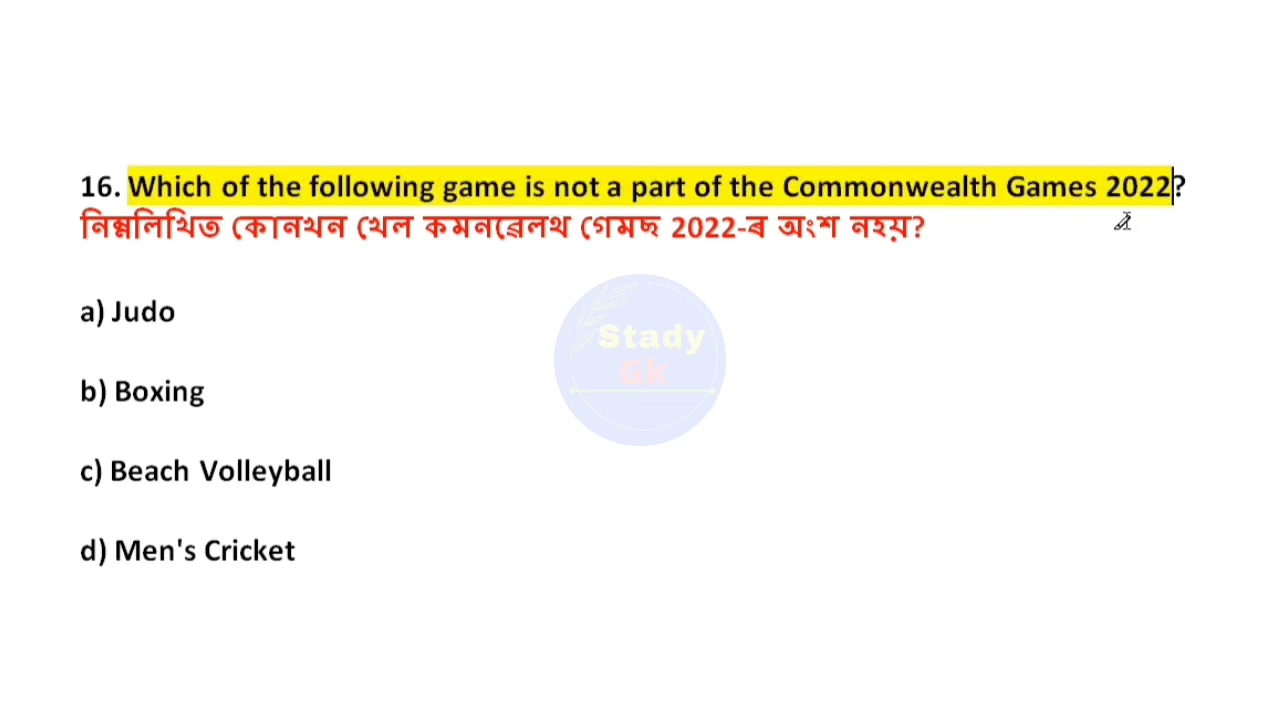 16. Which of the following game is not a part of the Commonwealth Games 2022?
নিম্নলিখিত কোনখন খেল কমনৱেলথ গেমছ 2022-ৰ অংশ নহয়?
a) Judo
b) Boxing
Stady
Gk
c) Beach Volleyball
d) Men's Cricket